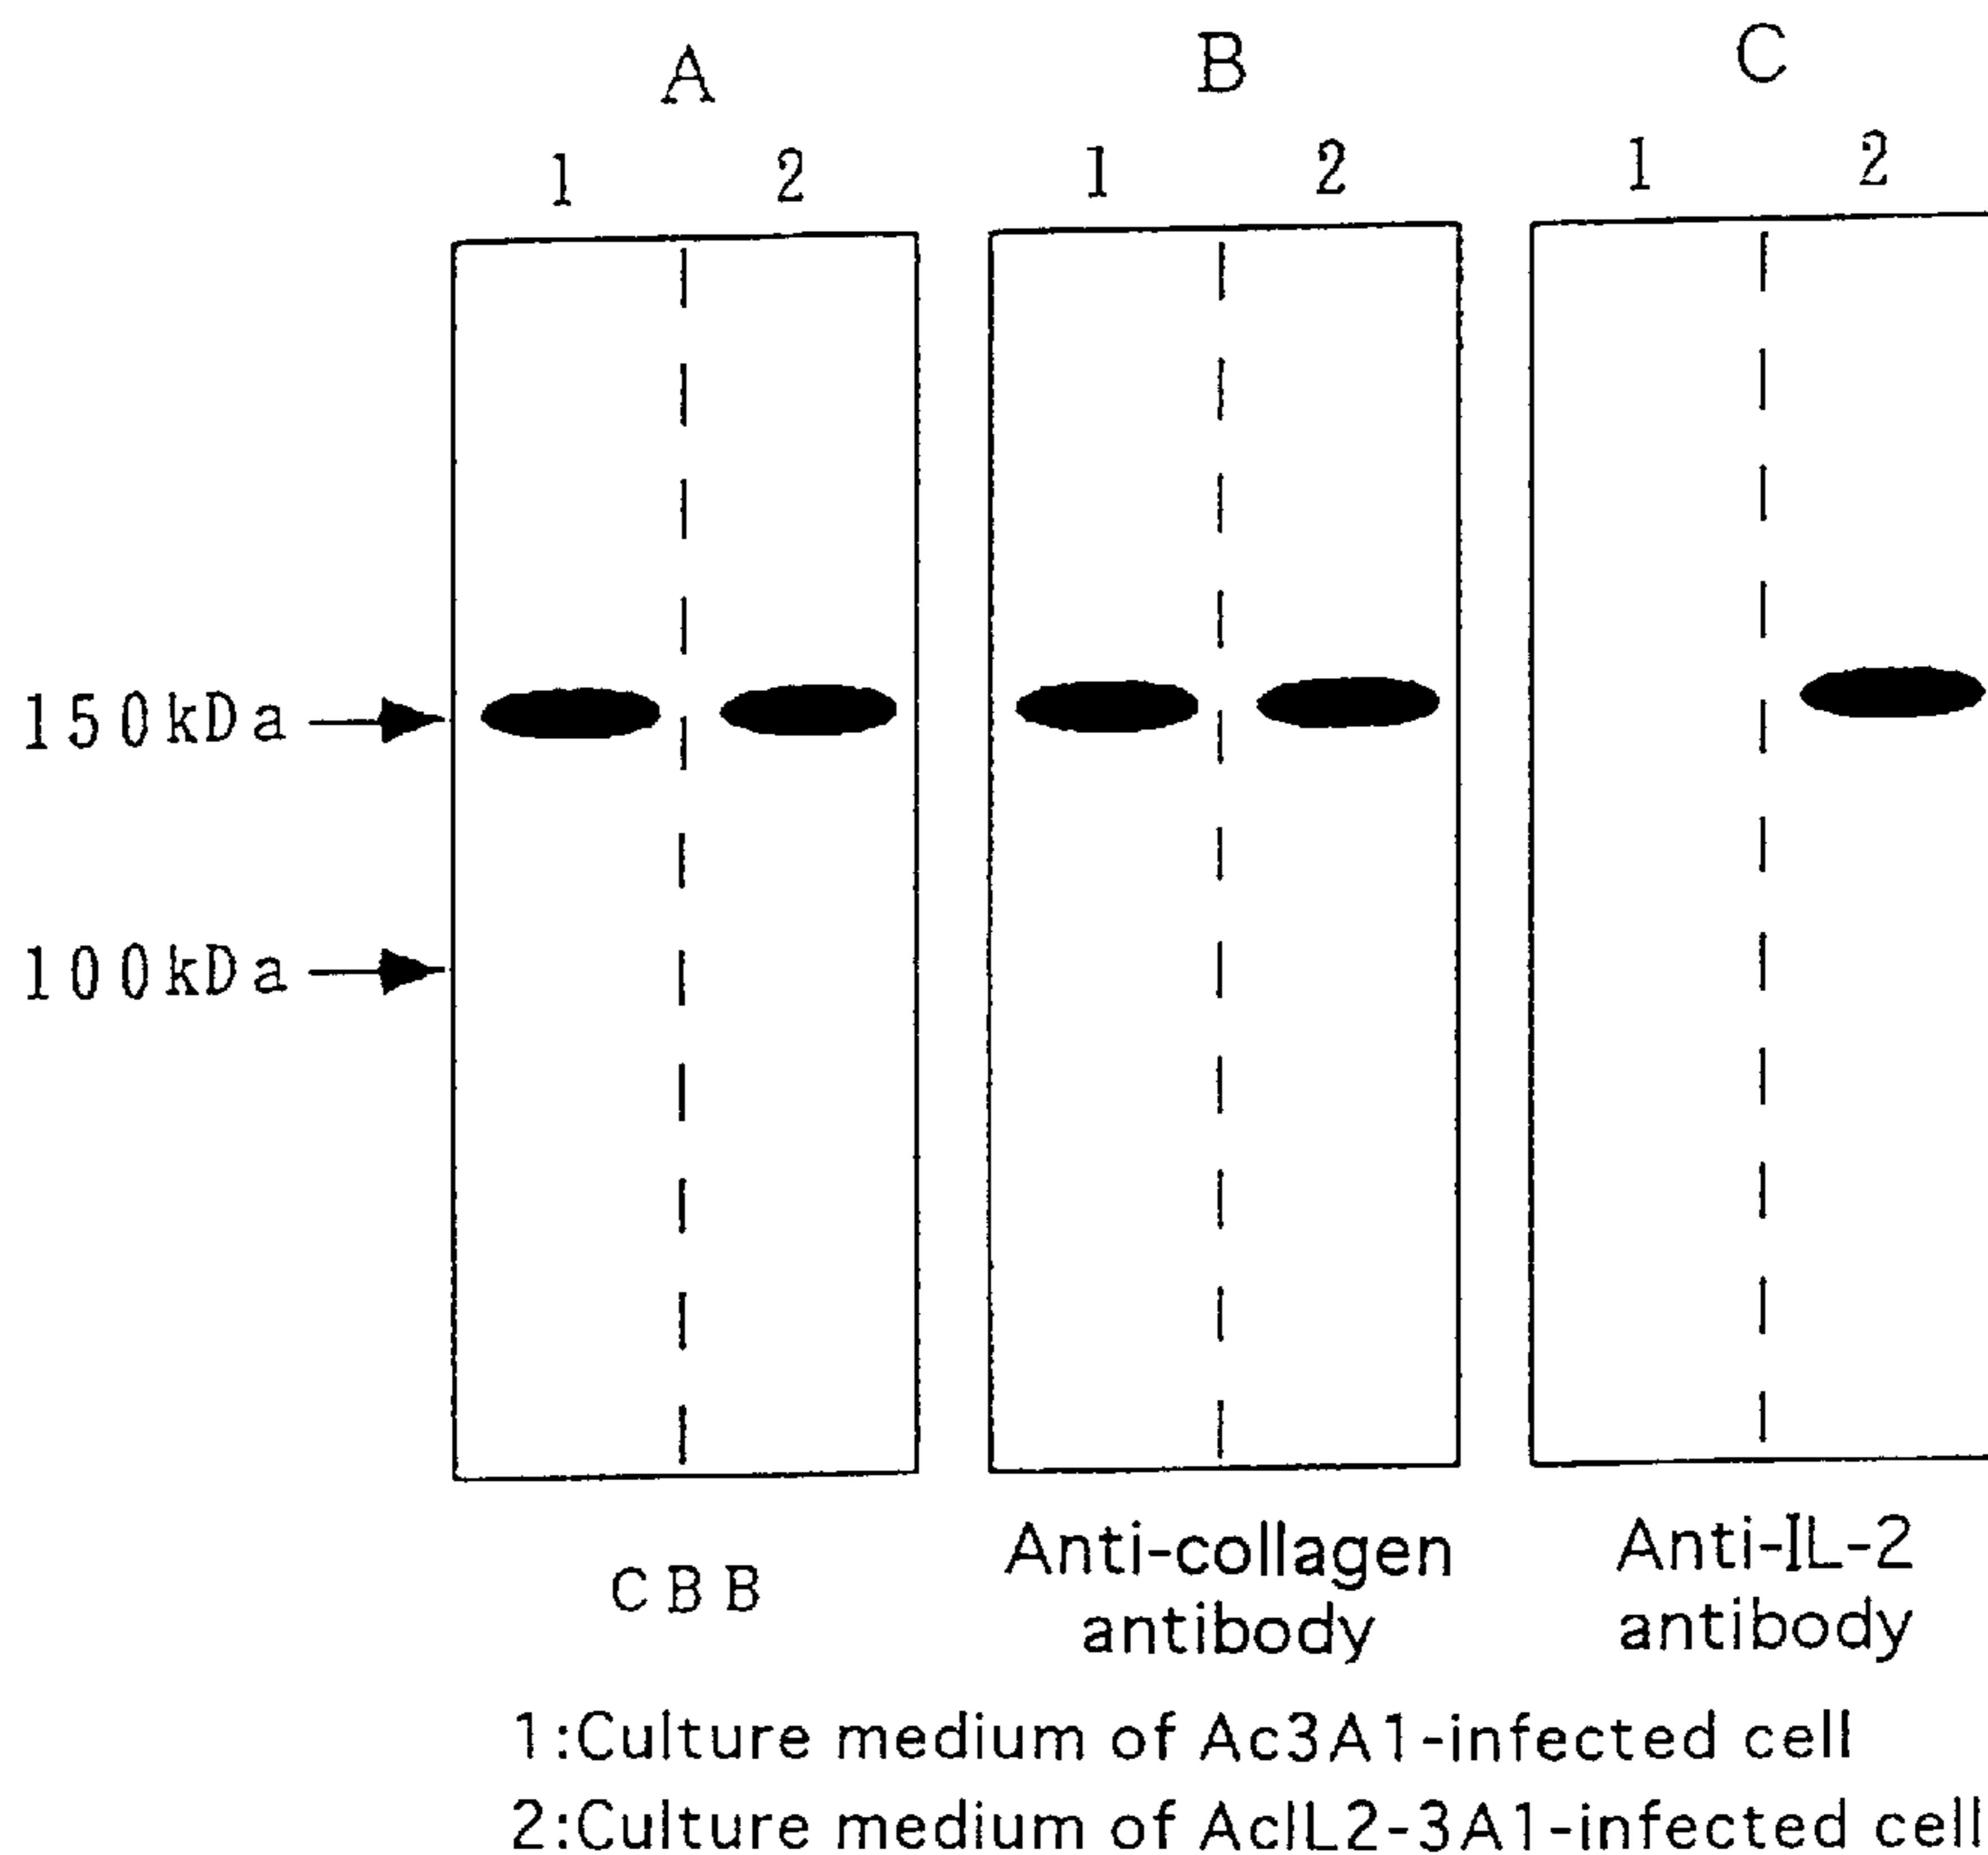 A B C
1 2 1 2 1 2
150kDa
100kDa
CBB
Anti-collagen
antibody
Anti-IL-2
antibody
1:Culture medium of Ac3A1-infected cell
2:Culture medium of AcIL2-3A1-infected cell